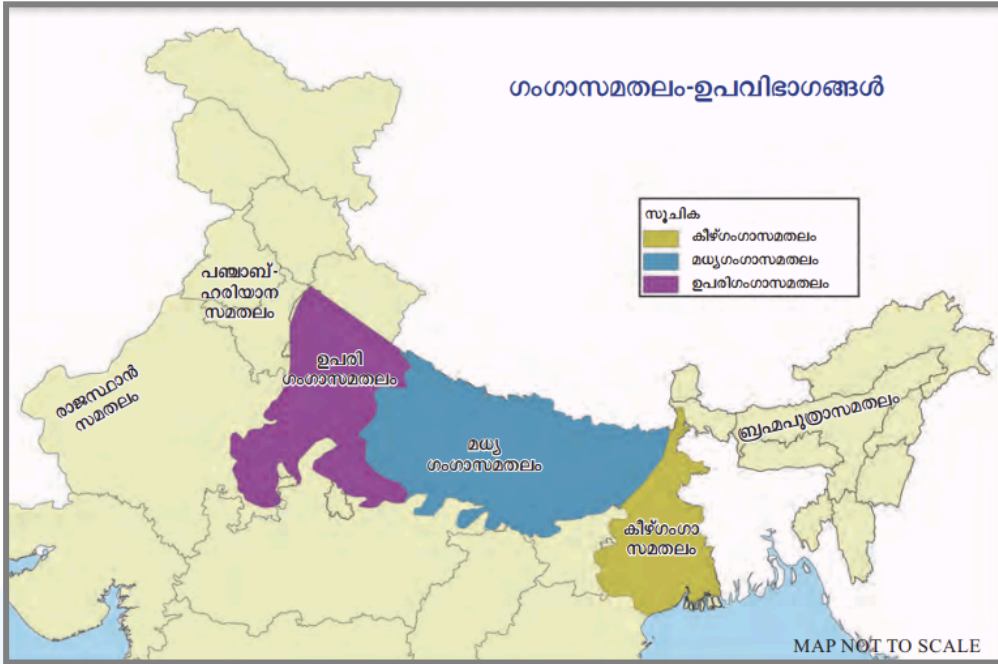 ഗംഗാസമതലം-ഉപവിഭാഗങ്ങൾ
സൂചിക
കീഴ്ഗംഗാസമതലം
മധ്യഗംഗാസമതലം
ഉപരിഗംഗാസമതലം
പഞ്ചാബ്-
ഹരിയാന
സമതലം
രാജസ്ഥാൻ
സമതലം
ഉപരി
ഗംഗാസമതലം
മധ്യ
ഗംഗാസമതലം
ബ്രഹ്മപുത്രാസമതലം
കീഴ്ഗംഗാ
സമതലം
MAP NOT TO SCALE